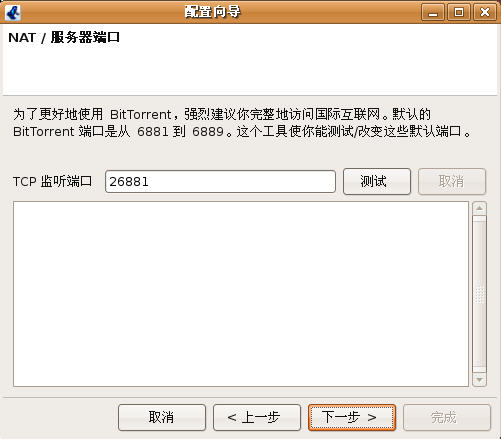 配置向导
NAT / 服务器端口
为了更好地使用 BitTorrent，强烈建议你完整地访问国际互联网。默认的
BitTorrent 端口是从 6881 到 6889。这个工具使你能测试/改变这些默认端口。
TCP 监听端口 26881 测试 取消
取消 < 上一步 下一步 > 完成